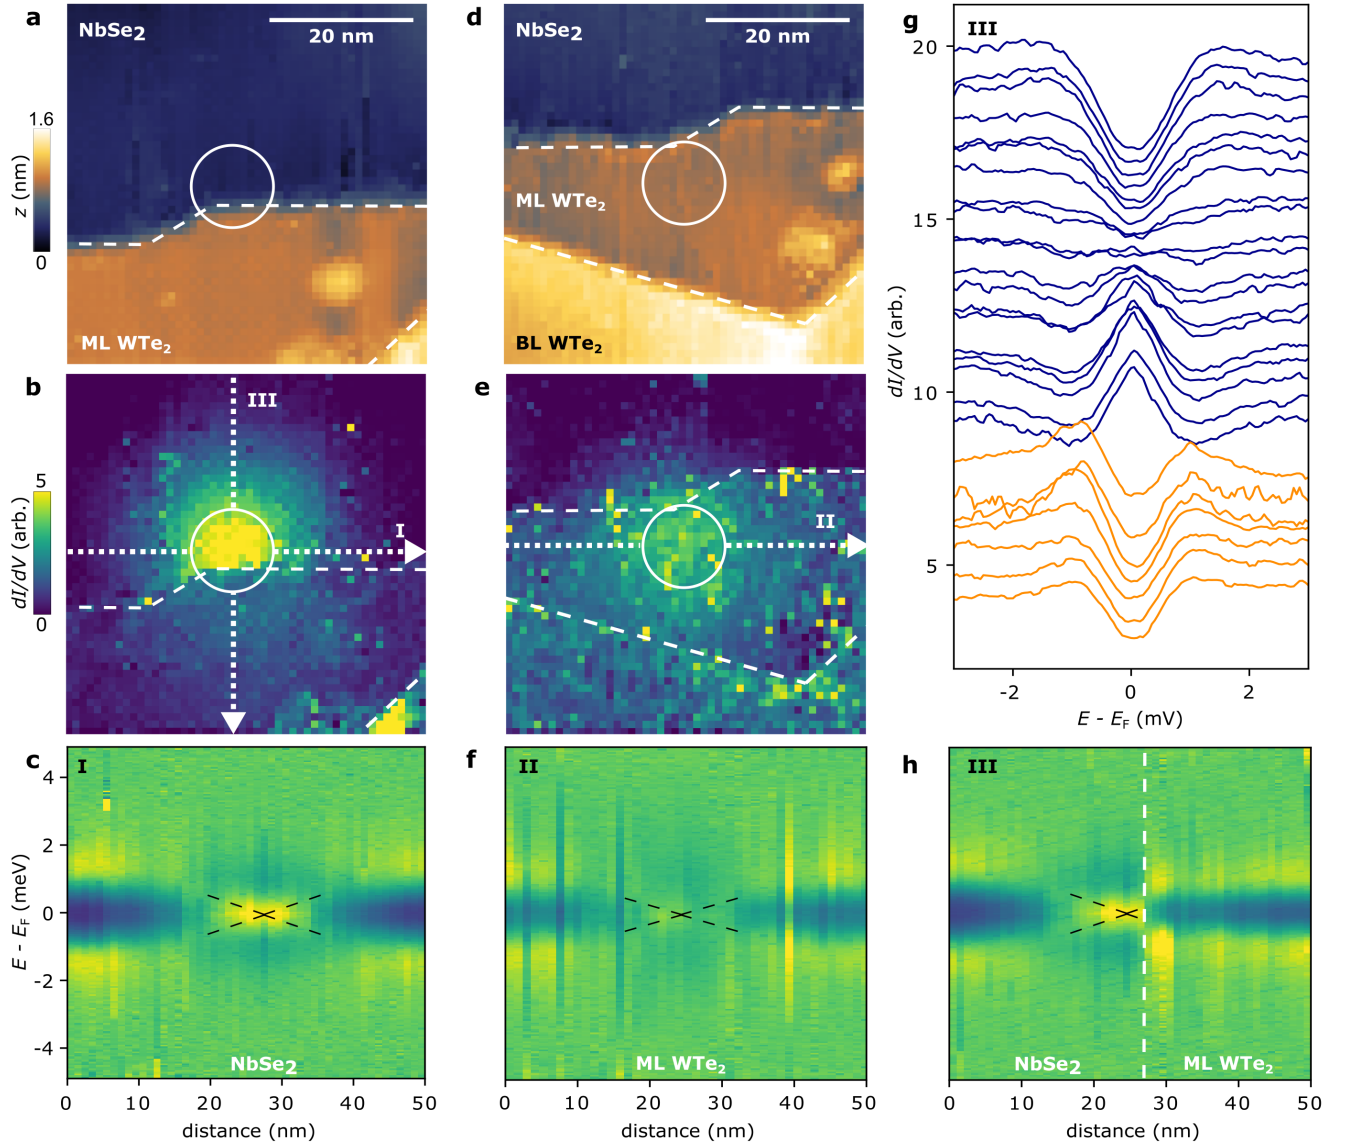 a
NbSe₂
20 nm
1.6
z (nm)
0
ML WTe₂
d
NbSe₂
20 nm
ML WTe₂
BL WTe₂
g
III
20
15
10
5
dI/dV (arb.)
-2 0 2
E - E_F (mV)
b
III
I
5
dI/dV (arb.)
0
e
II
c
I
4
2
0
-2
-4
E - E_F (meV)
NbSe₂
0 10 20 30 40 50
distance (nm)
f
II
ML WTe₂
0 10 20 30 40 50
distance (nm)
h
III
NbSe₂ ML WTe₂
0 10 20 30 40 50
distance (nm)